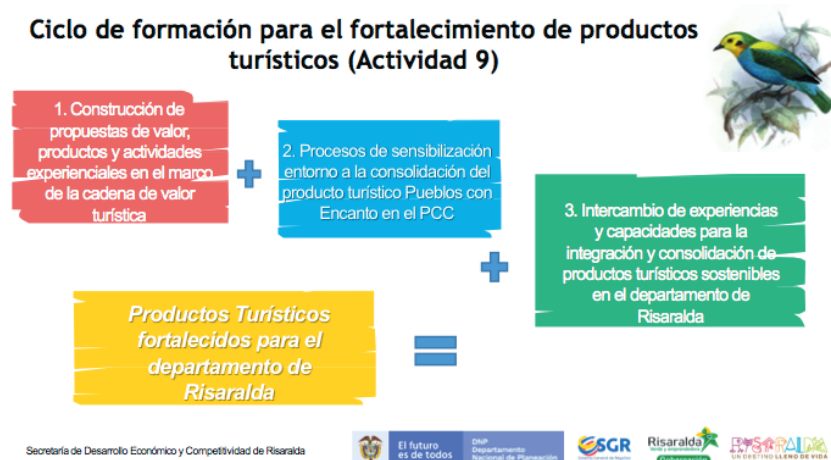 Ciclo de formación para el fortalecimiento de productos
turísticos (Actividad 9)
1. Construcción de
propuestas de valor,
productos y actividades
experienciales en el marco
de la cadena de valor
turística
2. Procesos de sensibilización
entorno a la consolidación del
producto turístico Pueblos con
Encanto en el PCC
3. Intercambio de experiencias
y capacidades para la
integración y consolidación de
productos turísticos sostenibles
en el departamento de
Risaralda
Productos Turísticos
fortalecidos para el
departamento de
Risaralda
Secretaría de Desarrollo Económico y Competitividad de Risaralda
El futuro
es de todos
DNP
Departamento
Nacional de Planeación
SGR
Risaralda
RISARALDA
UN DESTINO LLENO DE VIDA